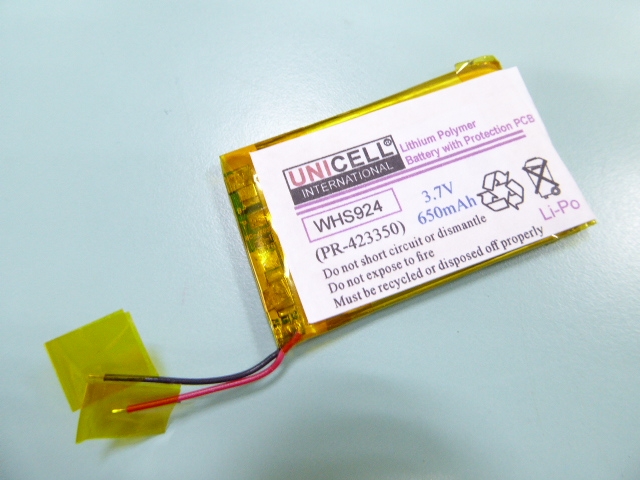 UNICELL®
INTERNATIONAL
Lithium Polymer
Battery with Protection PCB
WHS924
3.7V
650mAh
(PR-423350)
Li-Po
Do not short circuit or dismantle
Do not expose to fire
Must be recycled or disposed off properly